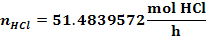 n_HCl = 51.4839572 mol HCl/h